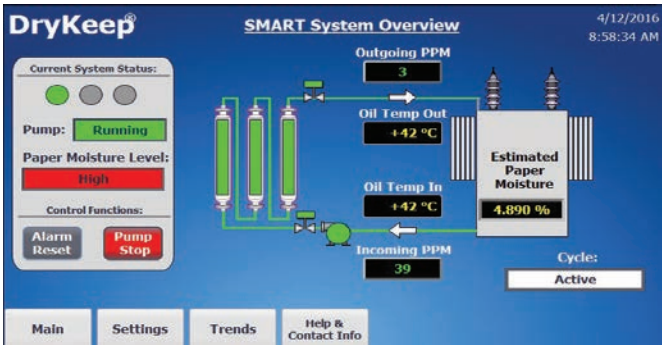 DryKeep®
SMART System Overview
4/12/2016
8:58:34 AM
Current System Status:
Pump: Running
Paper Moisture Level:
High
Control Functions:
Alarm
Reset
Pump
Stop
Outgoing PPM
3
Oil Temp Out
+42 ºC
Oil Temp In
+42 ºC
Incoming PPM
39
Estimated
Paper
Moisture
4.890 %
Cycle:
Active
Main
Settings
Trends
Help &
Contact Info